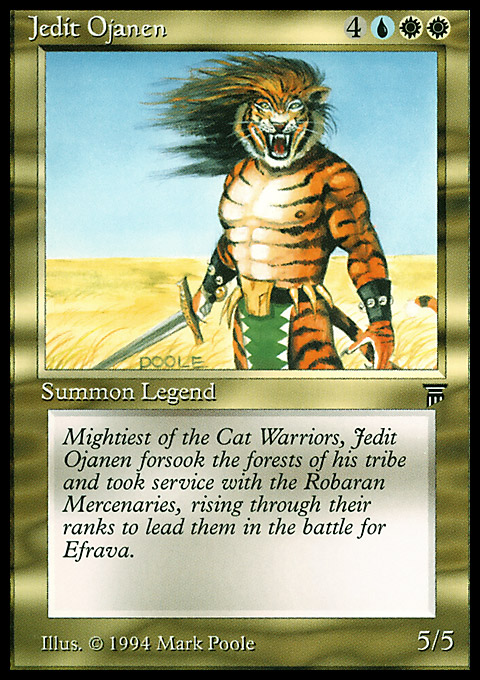 Jedit Ojanen 4
POOLE
Summon Legend
Mightiest of the Cat Warriors, Jedit
Ojanen forsook the forests of his tribe
and took service with the Robaran
Mercenaries, rising through their
ranks to lead them in the battle for
Efrava.
Illus. © 1994 Mark Poole 5/5